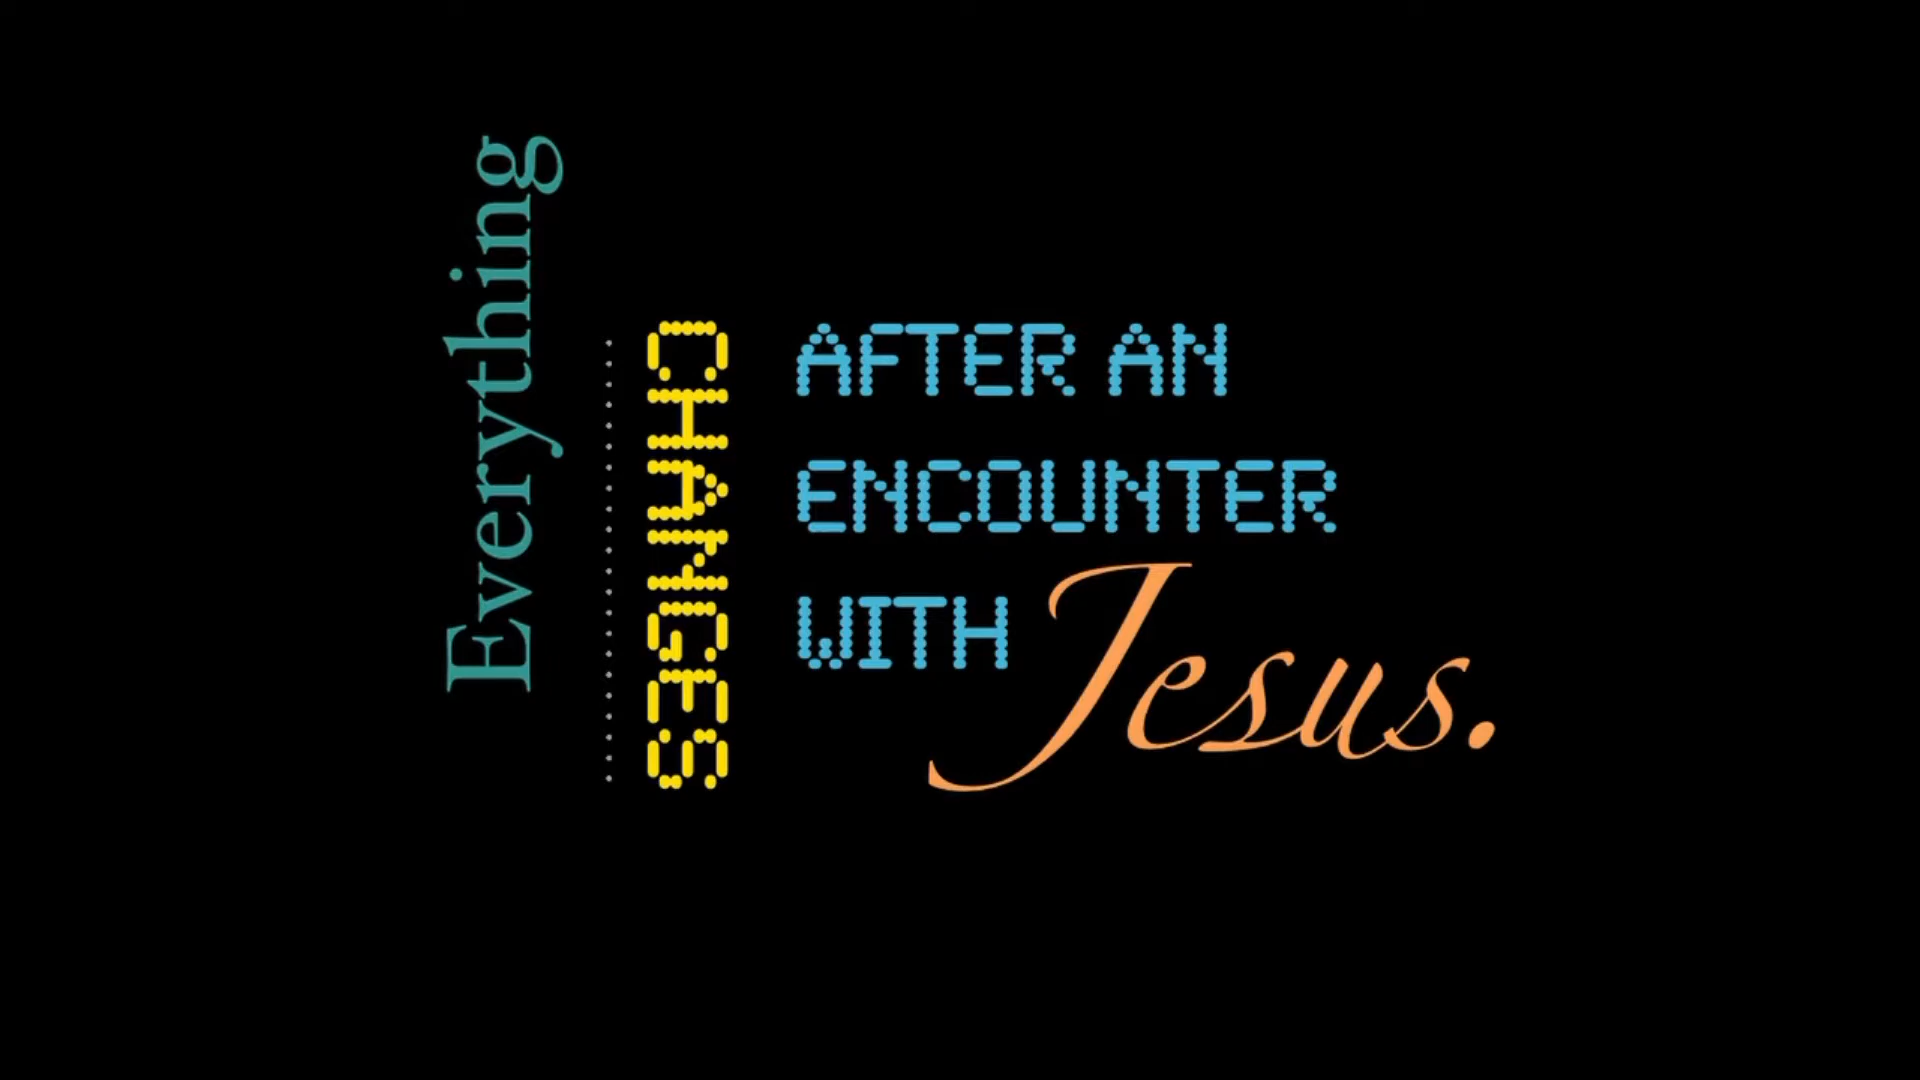 Everything
CHANGES
AFTER AN
ENCOUNTER
WITH Jesus.